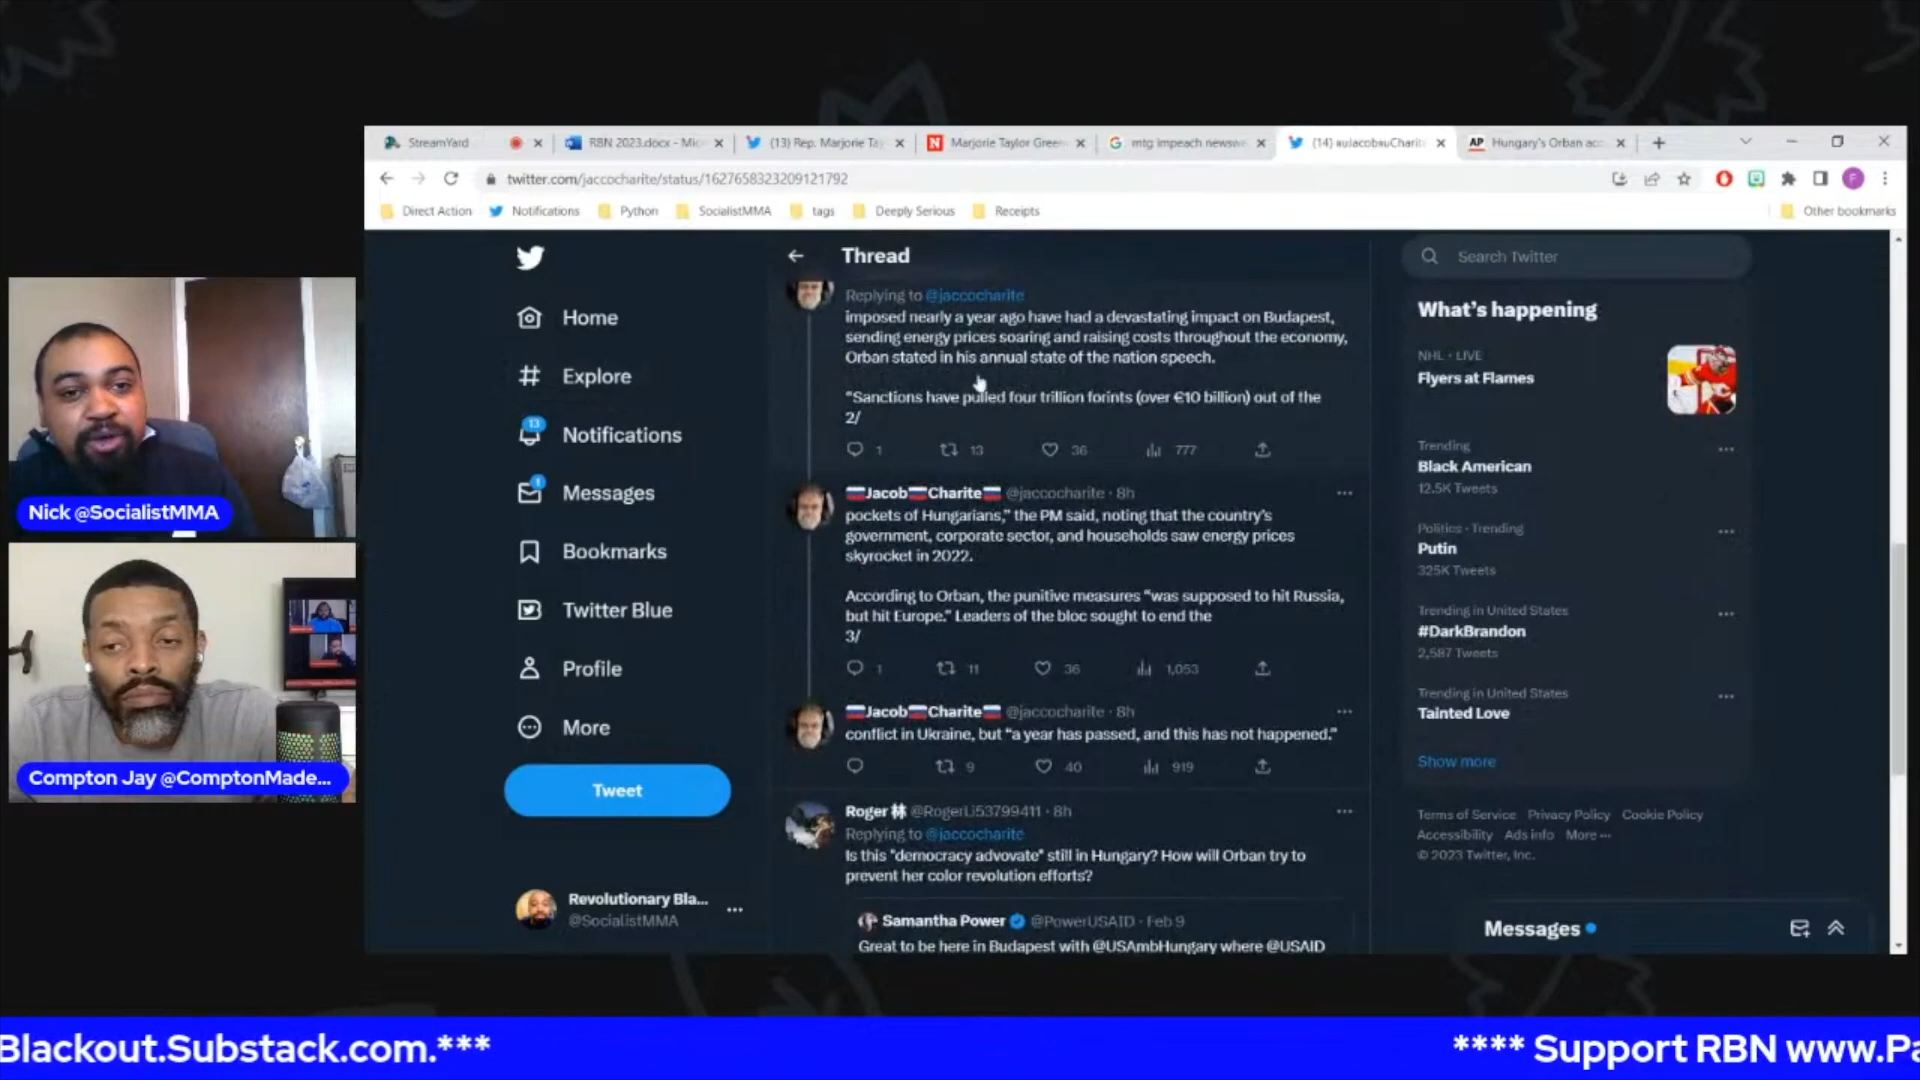 StreamYard
RBN 2023.docx - Mic
(13) Rep. Marjorie Ta
Marjorie Taylor Green
mtg impeach newsw
Hungary's Orban acc
twitter.com/jaccocharite/status/1627658323209121792
Direct Action
Notifications
Python
SocialistMMA
tags
Deeply Serious
Receipts
Other bookmarks
Nick @SocialistMMA
Compton Jay @ComptonMade...
Home
Explore
13
Notifications
1
Messages
Bookmarks
Twitter Blue
Profile
More
Tweet
Revolutionary Bla...
@SocialistMMA
Thread
Replying to @jaccocharite
imposed nearly a year ago have had a devastating impact on Budapest,
sending energy prices soaring and raising costs throughout the economy,
Orban stated in his annual state of the nation speech.
"Sanctions have pulled four trillion forints (over €10 billion) out of the
2/
1 13 36 777
Jacob Charite @jaccocharite · 8h
pockets of Hungarians," the PM said, noting that the country's
government, corporate sector, and households saw energy prices
skyrocket in 2022.
According to Orban, the punitive measures "was supposed to hit Russia,
but hit Europe." Leaders of the bloc sought to end the
3/
1 11 36 1,053
Jacob Charite @jaccocharite · 8h
conflict in Ukraine, but "a year has passed, and this has not happened."
9 40 919
Roger 林 @RogerLi53799411 · 8h
Replying to @jaccocharite
Is this "democracy advovate" still in Hungary? How will Orban try to
prevent her color revolution efforts?
Samantha Power @PowerUSAID · Feb 9
Great to be here in Budapest with @USAmbHungary where @USAID
Search Twitter
What's happening
NHL · LIVE
Flyers at Flames
Trending
Black American
12.5K Tweets
Politics · Trending
Putin
325K Tweets
Trending in United States
#DarkBrandon
2,587 Tweets
Trending in United States
Tainted Love
Show more
Terms of Service Privacy Policy Cookie Policy
Accessibility Ads info More ...
© 2023 Twitter, Inc.
Messages
Blackout.Substack.com.***
**** Support RBN www.Pa